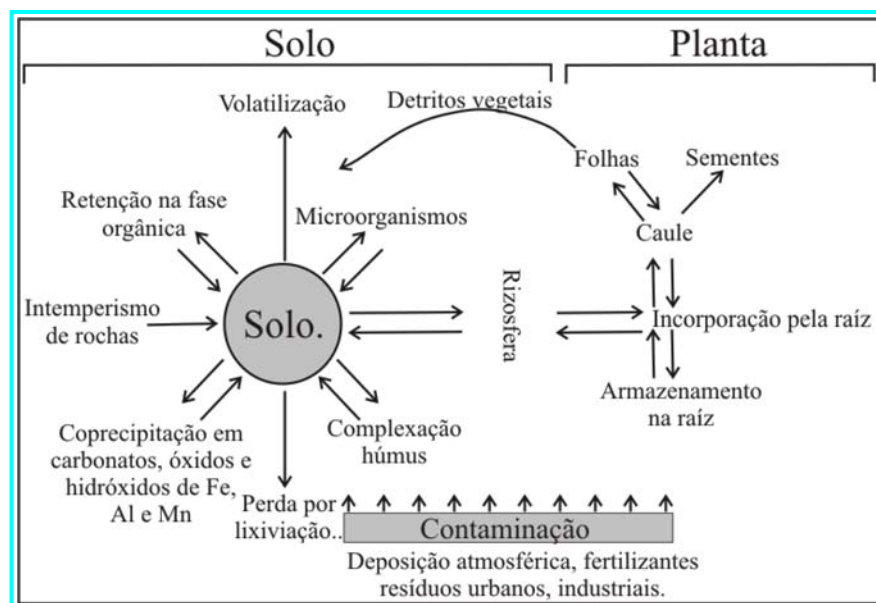 Solo
Planta
Volatilização
Detritos vegetais
Folhas
Sementes
Retenção na fase
orgânica
Microorganismos
Caule
Intemperismo
de rochas
Solo.
Rizosfera
Incorporação pela raíz
Armazenamento
na raíz
Coprecipitação em
carbonatos, óxidos e
hidróxidos de Fe,
Al e Mn
Complexação
húmus
Perda por
lixiviação..
Contaminação
Deposição atmosférica, fertilizantes
resíduos urbanos, industriais.